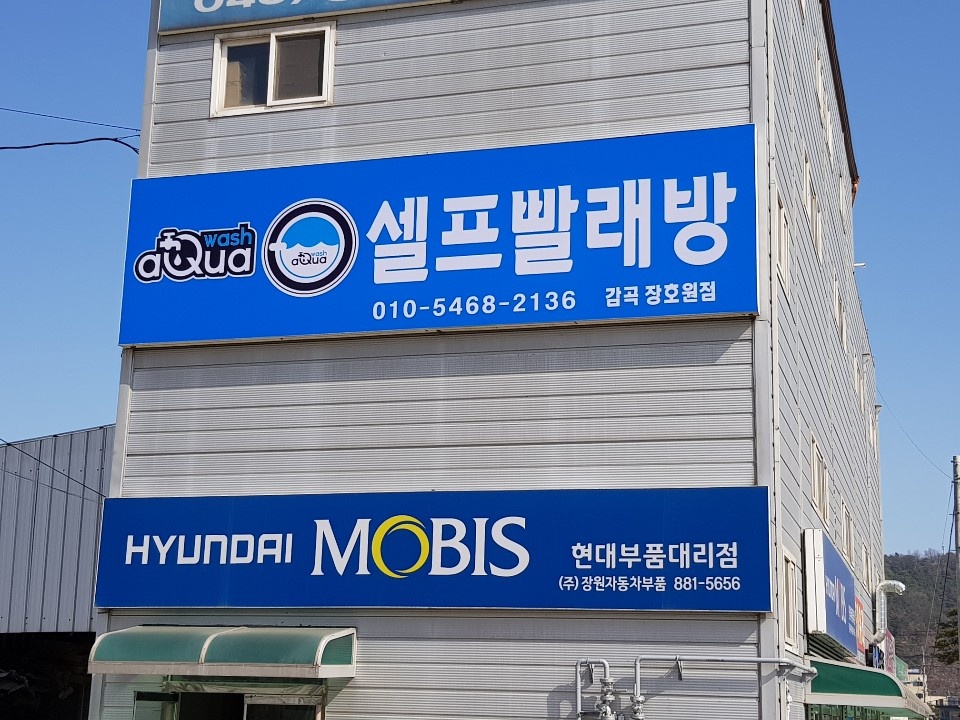 wash
aQua
wash
aQua
셀프빨래방
010-5468-2136 감곡 장호원점
HYUNDAI MOBIS 현대부품대리점
(주)장원자동차부품 881-5656